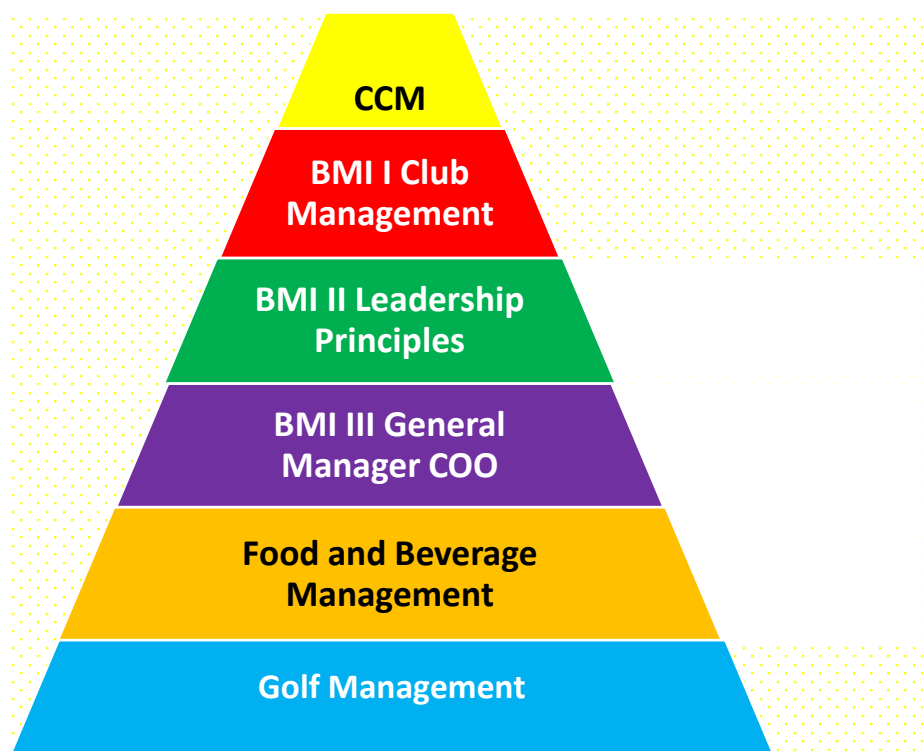 CCM
BMI I Club
Management
BMI II Leadership
Principles
BMI III General
Manager COO
Food and Beverage
Management
Golf Management